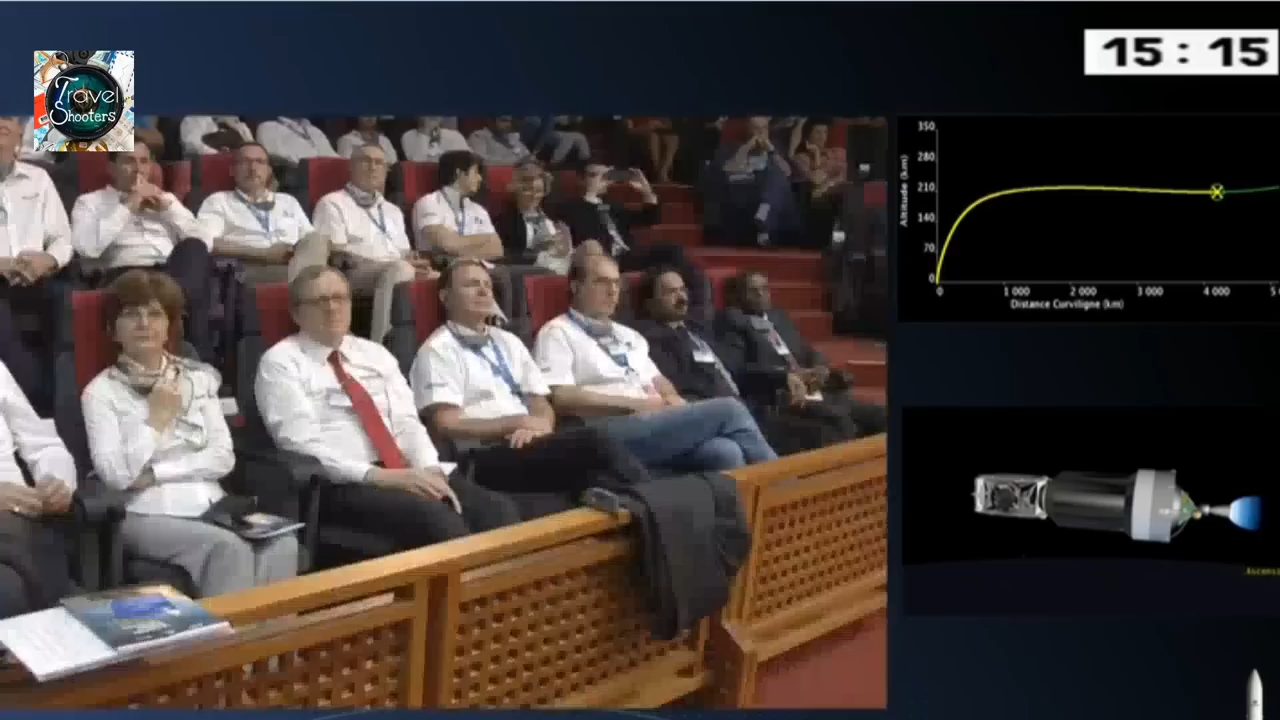 Travel
Shooters
15 : 15
350
280
210
140
70
0
Altitude (km)
0 1 000 2 000 3 000 4 000
Distance Curviligne (km)